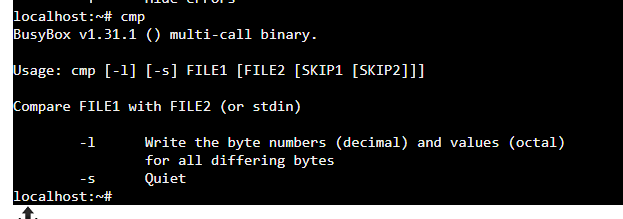 localhost:~# cmp
BusyBox v1.31.1 () multi-call binary.
Usage: cmp [-l] [-s] FILE1 [FILE2 [SKIP1 [SKIP2]]]
Compare FILE1 with FILE2 (or stdin)
-l Write the byte numbers (decimal) and values (octal)
for all differing bytes
-s Quiet
localhost:~#